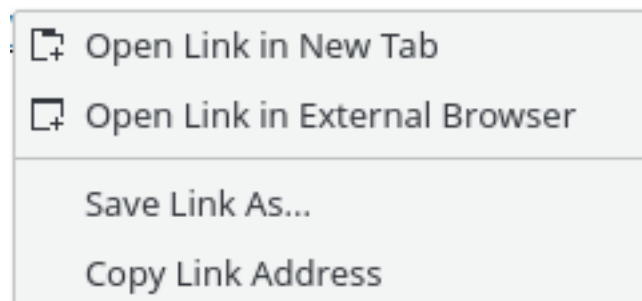 Open Link in New Tab
Open Link in External Browser
Save Link As...
Copy Link Address